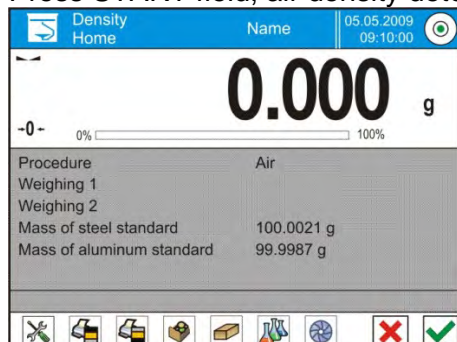 Density Home Name 05.05.2009 09:10:00
0.000 g
→0← 0% 100%
Procedure Air
Weighing 1
Weighing 2
Mass of steel standard 100.0021 g
Mass of aluminum standard 99.9987 g